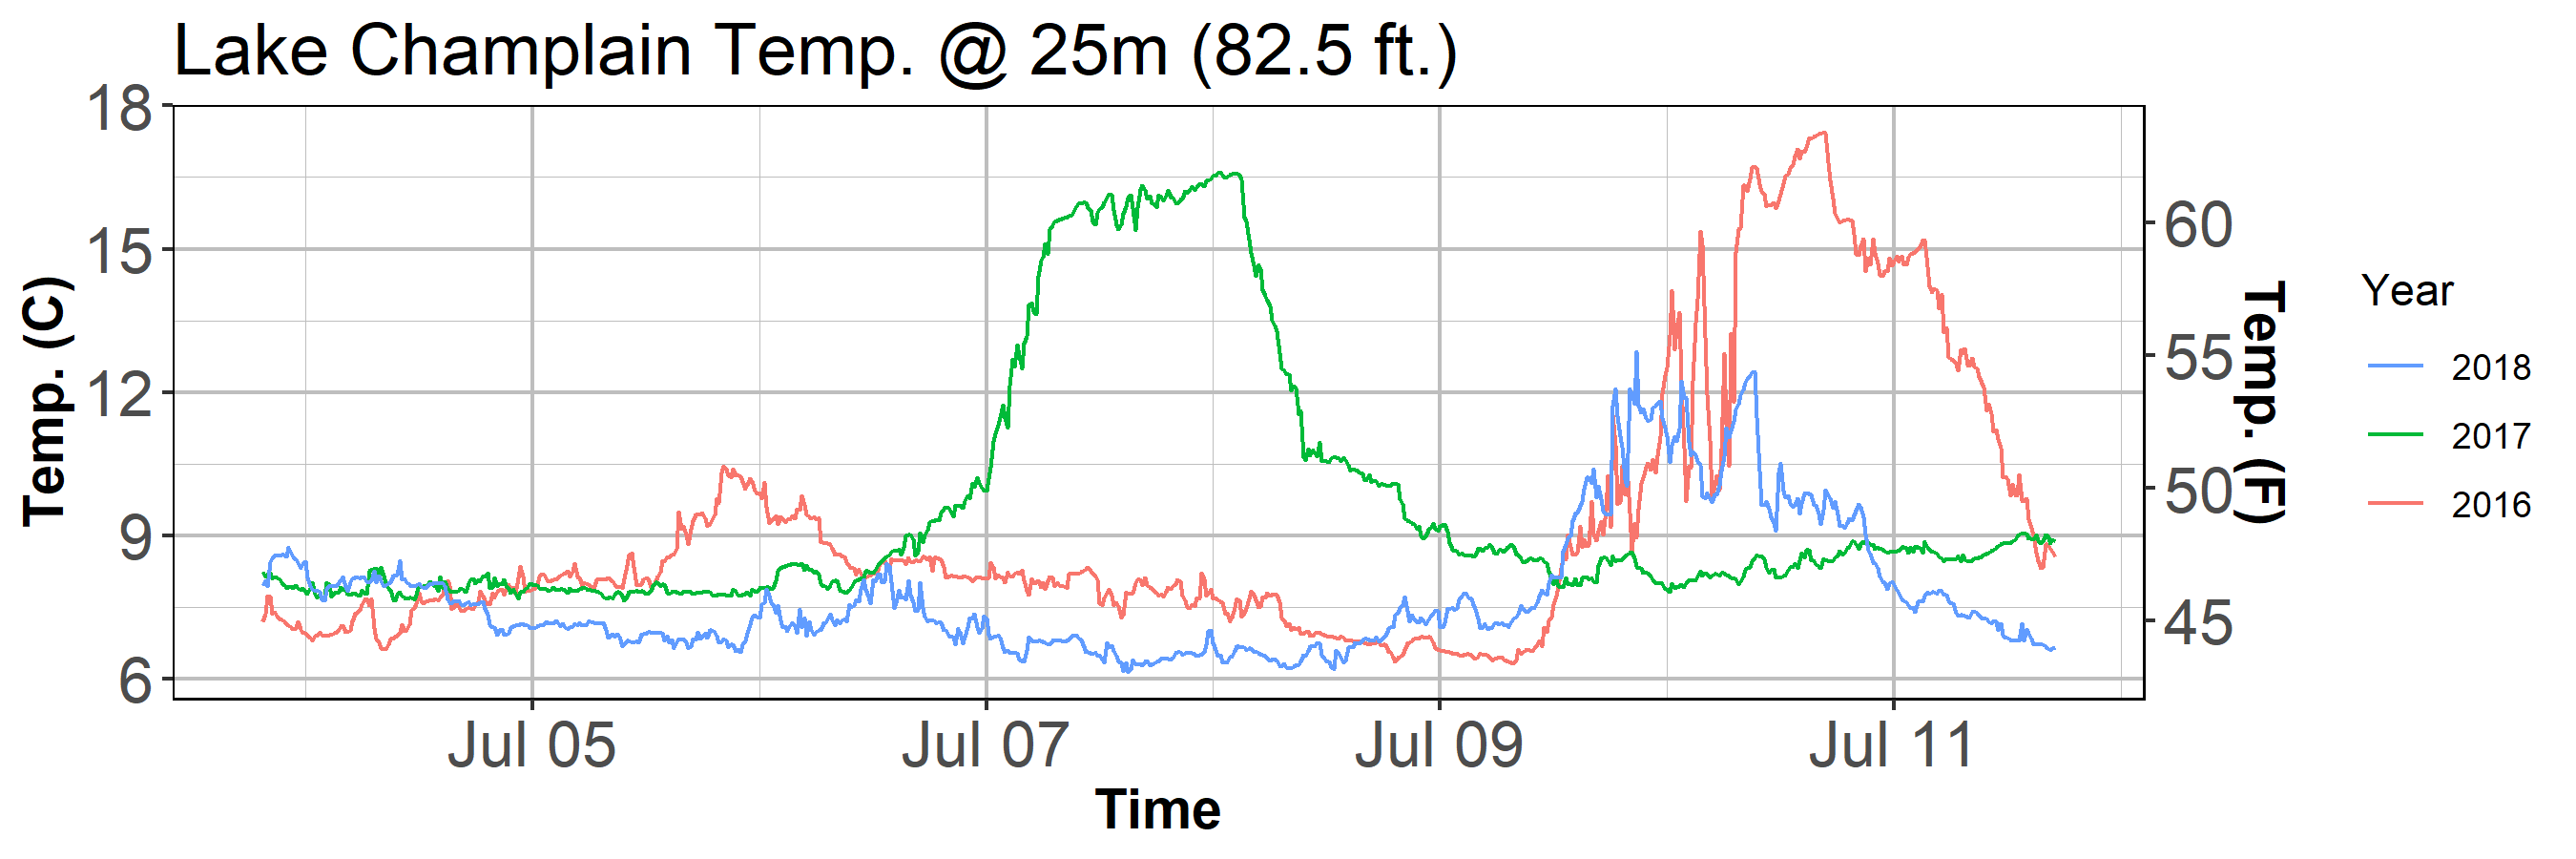 Lake Champlain Temp. @ 25m (82.5 ft.)
18
15
12
9
6
Temp. (C)
60
55
50
45
Temp. (F)
Jul 05
Jul 07
Jul 09
Jul 11
Time
Year
2018
2017
2016